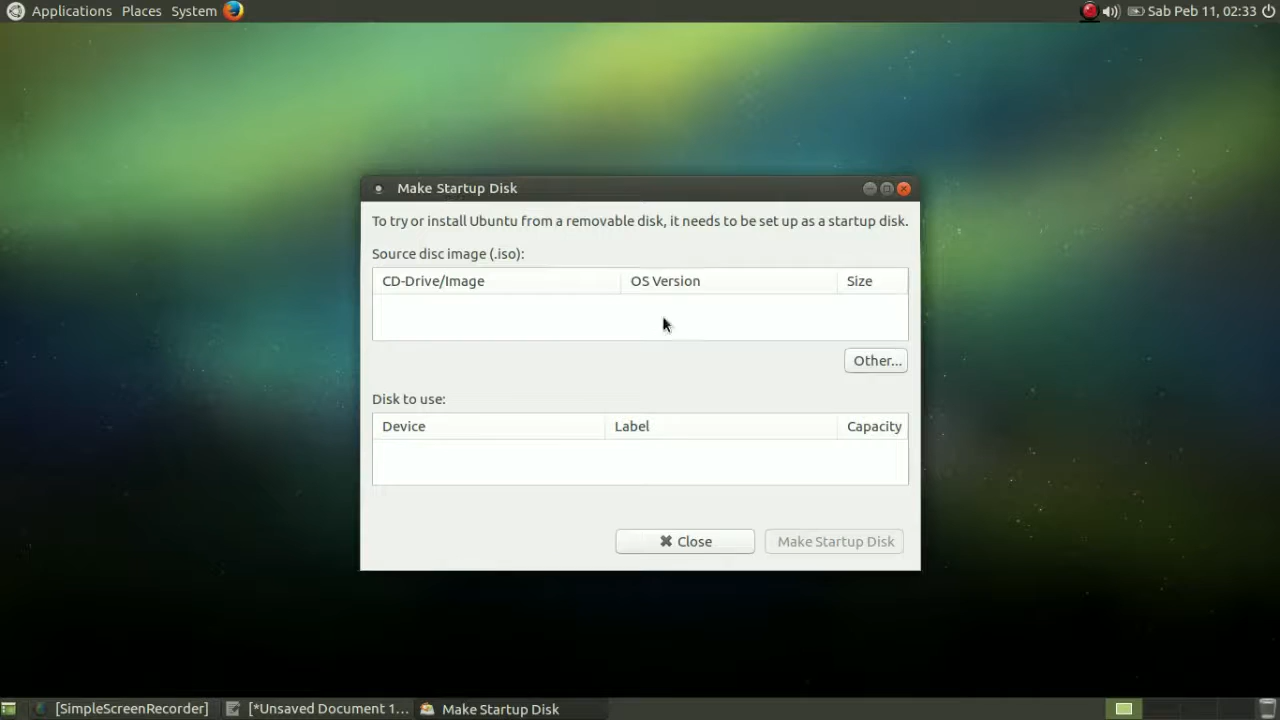 Applications Places System Sab Peb 11, 02:33
Make Startup Disk
To try or install Ubuntu from a removable disk, it needs to be set up as a startup disk.
Source disc image (.iso):
CD-Drive/Image OS Version Size
Other...
Disk to use:
Device Label Capacity
Close Make Startup Disk
[SimpleScreenRecorder] [*Unsaved Document 1... Make Startup Disk